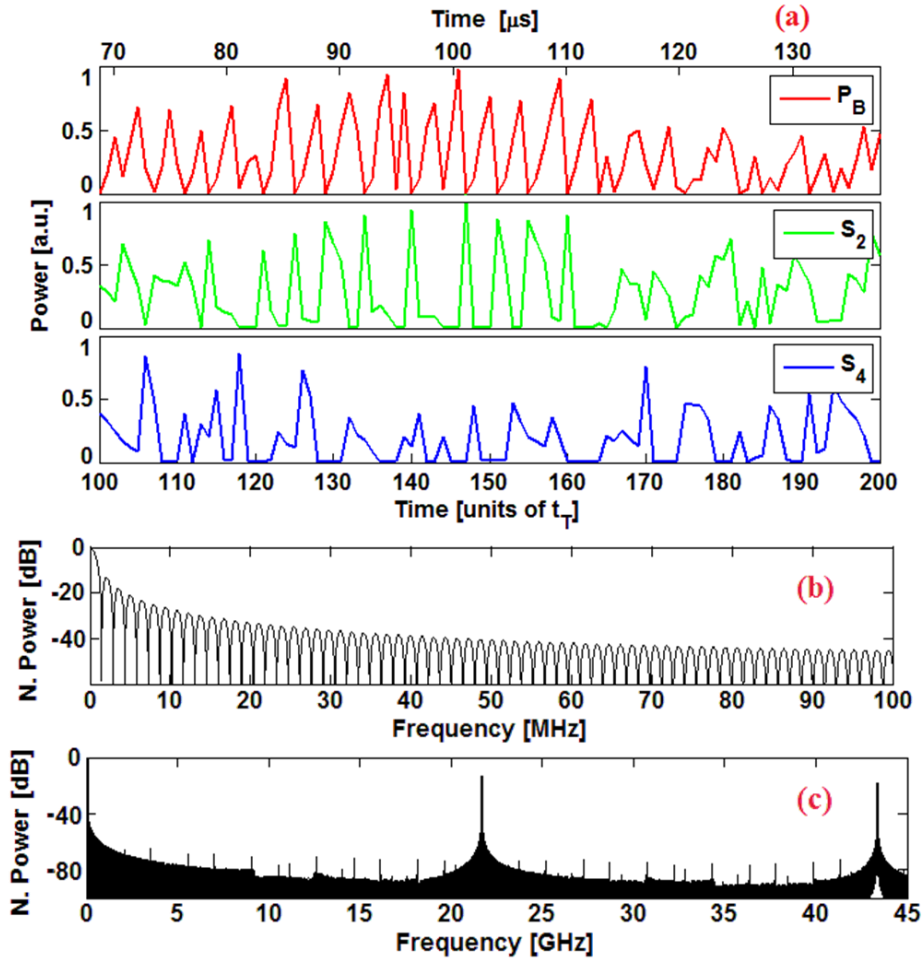 Time [μs]
(a)
70 80 90 100 110 120 130
1
0.5
0
P_B
Power [a.u.]
1
0.5
0
S_2
1
0.5
0
S_4
100 110 120 130 140 150 160 170 180 190 200
Time [units of t_T]
N. Power [dB]
0
-20
-40
(b)
0 10 20 30 40 50 60 70 80 90 100
Frequency [MHz]
N. Power [dB]
0
-40
-80
(c)
0 5 10 15 20 25 30 35 40 45
Frequency [GHz]